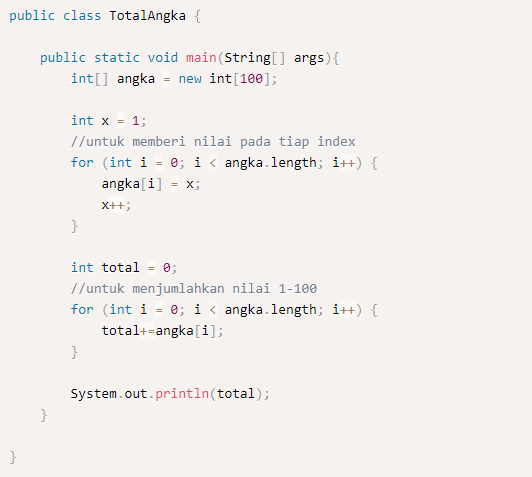 public class TotalAngka {
    public static void main(String[] args){
        int[] angka = new int[100];
        int x = 1;
        //untuk memberi nilai pada tiap index
        for (int i = 0; i < angka.length; i++) {
            angka[i] = x;
            x++;
        }
        int total = 0;
        //untuk menjumlahkan nilai 1-100
        for (int i = 0; i < angka.length; i++) {
            total+=angka[i];
        }
        System.out.println(total);
    }
}